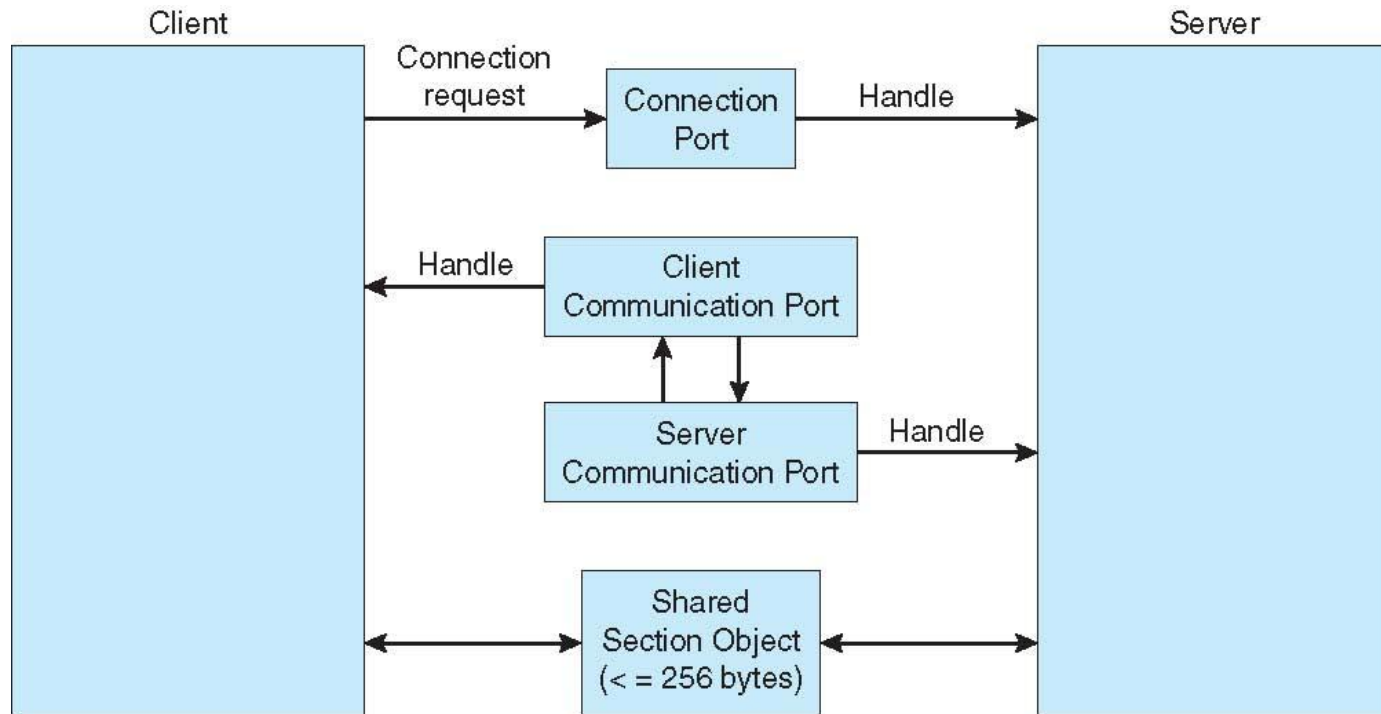 Client
Server
Connection
request
Connection
Port
Handle
Handle
Client
Communication Port
Server
Communication Port
Handle
Shared
Section Object
(< = 256 bytes)